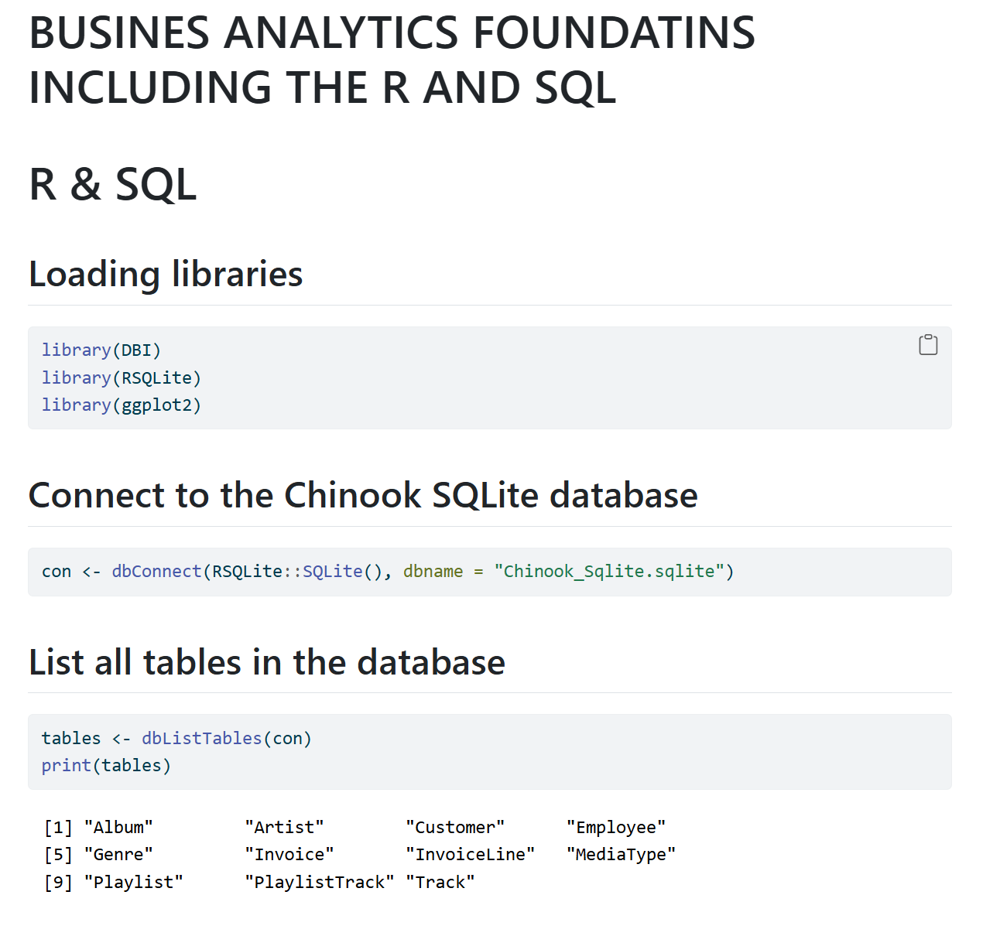 BUSINES ANALYTICS FOUNDATINS
INCLUDING THE R AND SQL
R & SQL
Loading libraries
library(DBI)
library(RSQLite)
library(ggplot2)
Connect to the Chinook SQLite database
con <- dbConnect(RSQLite::SQLite(), dbname = "Chinook_Sqlite.sqlite")
List all tables in the database
tables <- dbListTables(con)
print(tables)
[1] "Album"         "Artist"        "Customer"      "Employee"
[5] "Genre"         "Invoice"       "InvoiceLine"   "MediaType"
[9] "Playlist"      "PlaylistTrack" "Track"